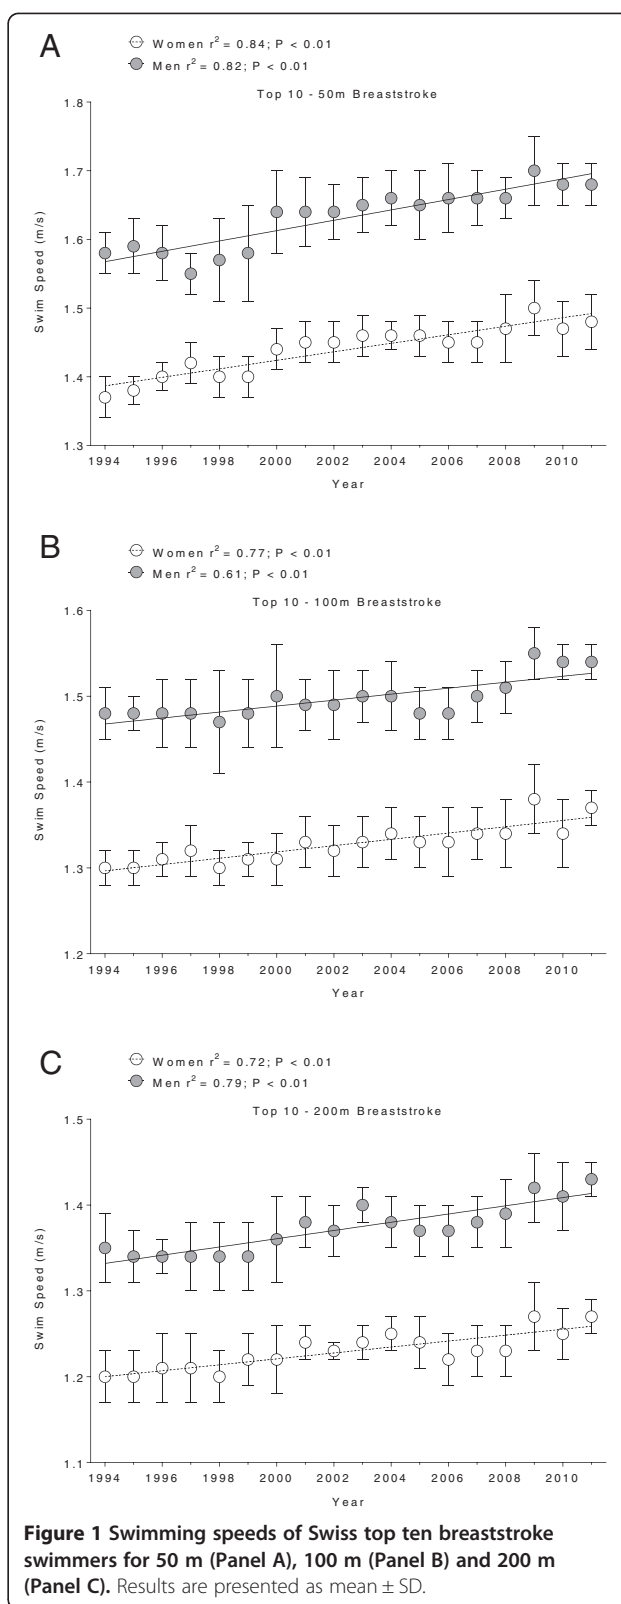 A
Women r² = 0.84; P < 0.01
Men r² = 0.82; P < 0.01
Top 10 - 50m Breaststroke
1.8
1.7
1.6
1.5
1.4
1.3
Swim Speed (m/s)
1994 1996 1998 2000 2002 2004 2006 2008 2010
Year
B
Women r² = 0.77; P < 0.01
Men r² = 0.61; P < 0.01
Top 10 - 100m Breaststroke
1.6
1.5
1.4
1.3
1.2
Swim Speed (m/s)
1994 1996 1998 2000 2002 2004 2006 2008 2010
Year
C
Women r² = 0.72; P < 0.01
Men r² = 0.79; P < 0.01
Top 10 - 200m Breaststroke
1.5
1.4
1.3
1.2
1.1
Swim Speed (m/s)
1994 1996 1998 2000 2002 2004 2006 2008 2010
Year
Figure 1 Swimming speeds of Swiss top ten breaststroke
swimmers for 50 m (Panel A), 100 m (Panel B) and 200 m
(Panel C). Results are presented as mean ± SD.